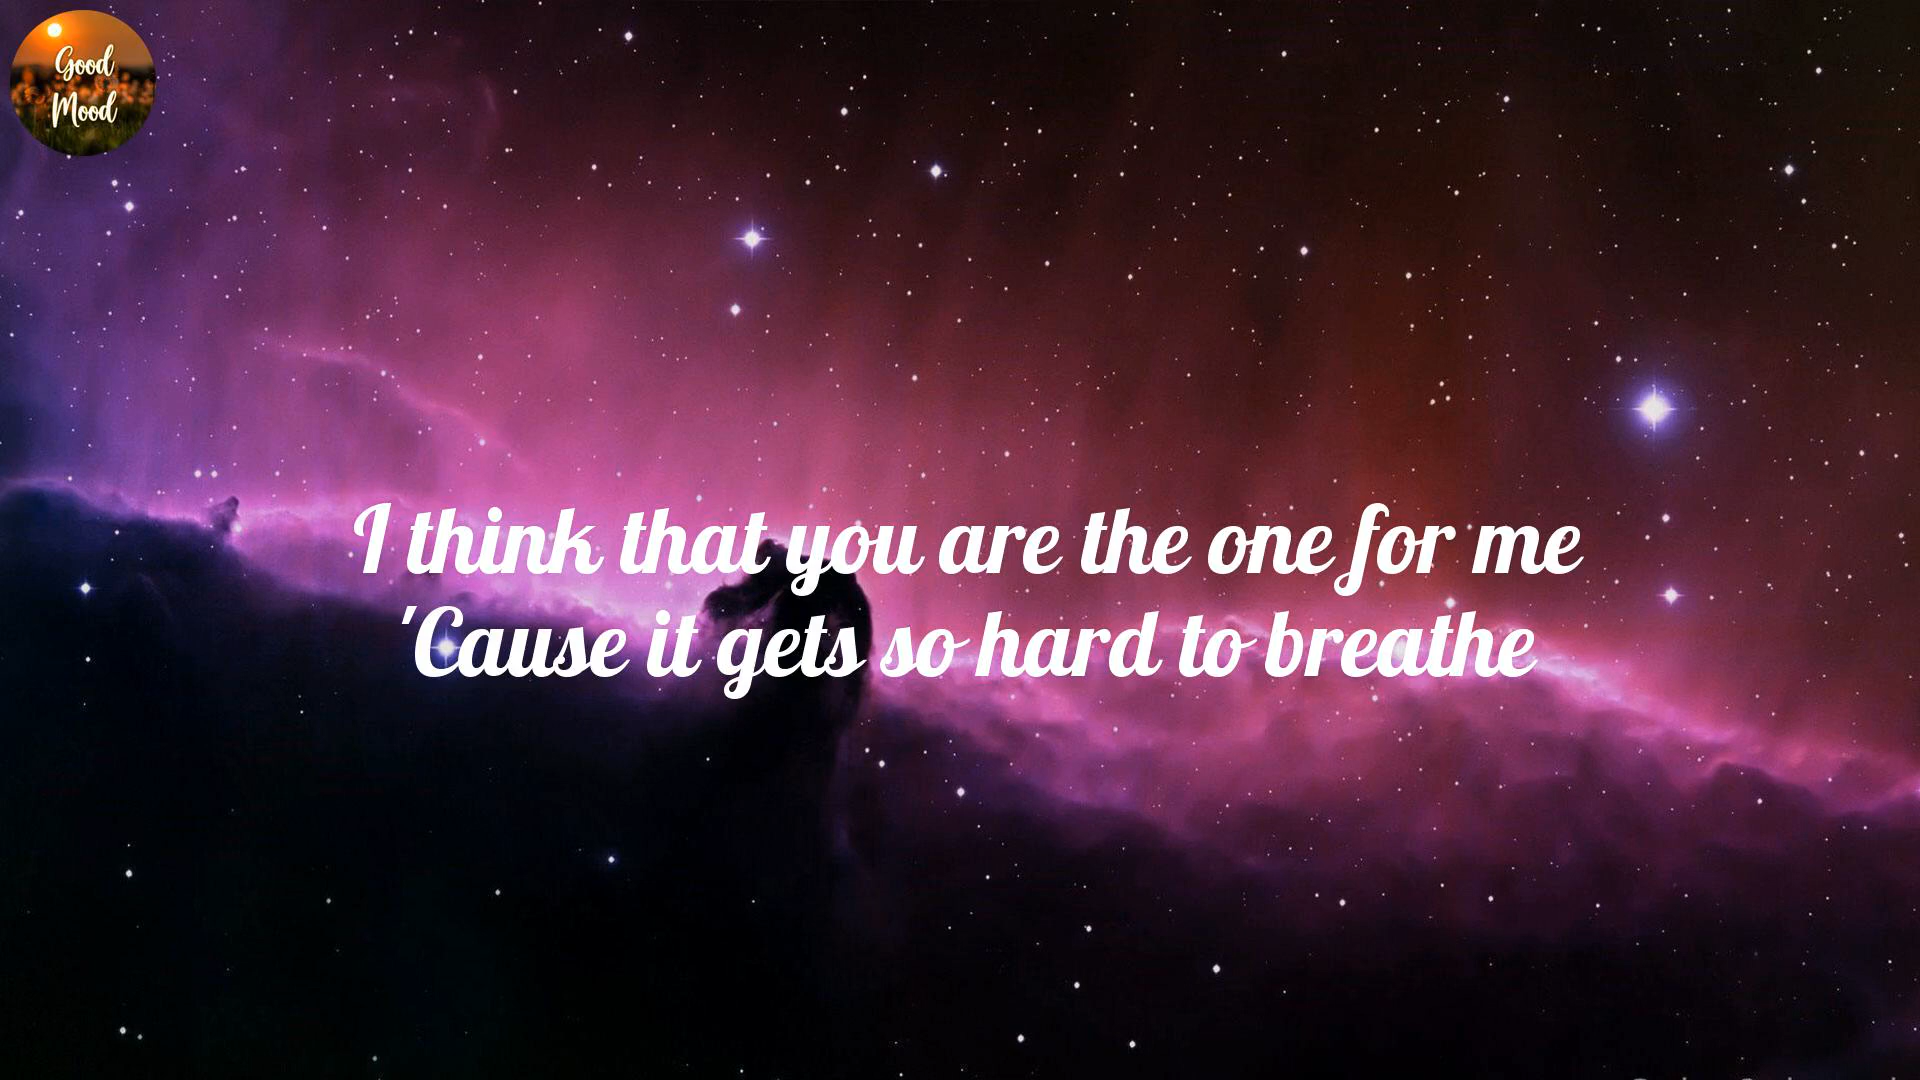 Good
Mood
I think that you are the one for me
'Cause it gets so hard to breathe